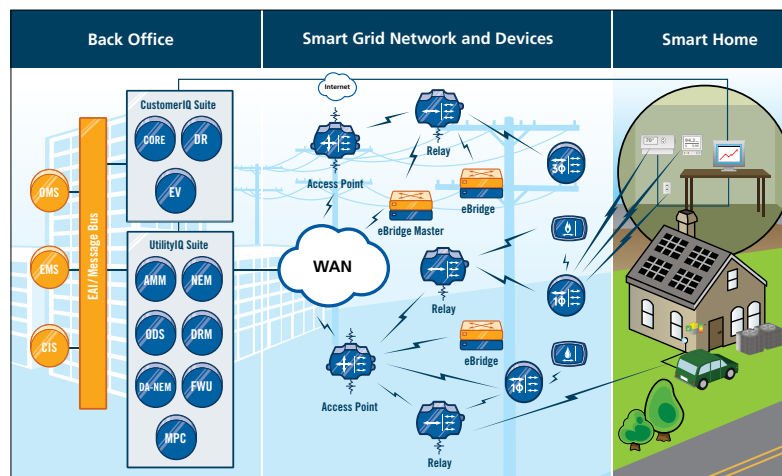 Back Office
Smart Grid Network and Devices
Smart Home
CustomerIQ Suite
CORE
DR
EV
OMS
EMS
CIS
EAI / Message Bus
UtilityIQ Suite
AMM
NEM
ODS
DRM
DA-NEM
FWU
MPC
Internet
Access Point
Relay
eBridge Master
eBridge
3Φ
WAN
Relay
1Φ
eBridge
Access Point
1Φ
Relay